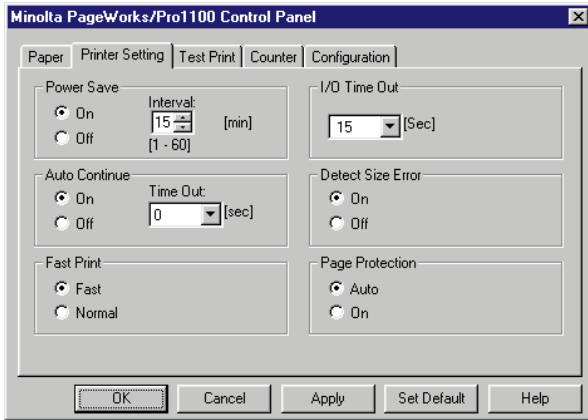 Minolta PageWorks/Pro1100 Control Panel
Paper Printer Setting Test Print Counter Configuration
Power Save
On
Off
Interval:
15
[min]
[1 - 60]
I/O Time Out
15 [Sec]
Auto Continue
On
Off
Time Out:
0 [sec]
Detect Size Error
On
Off
Fast Print
Fast
Normal
Page Protection
Auto
On
OK Cancel Apply Set Default Help